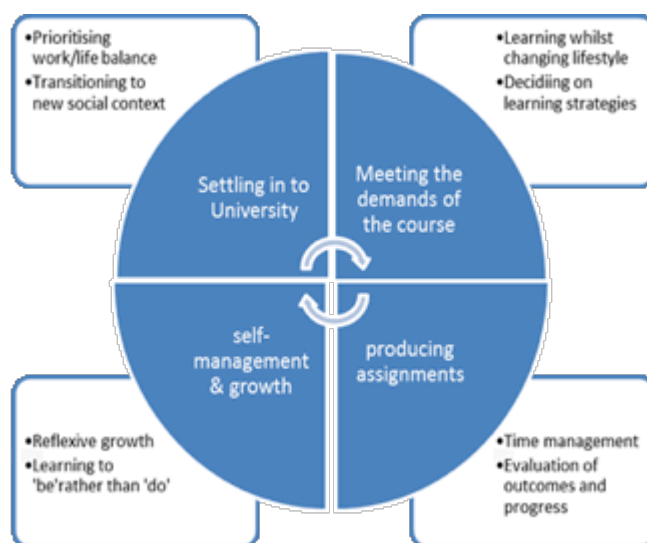 •Prioritising
work/life balance
•Transitioning to
new social context
•Learning whilst
changing lifestyle
•Decidiing on
learning strategies
Settling in to
University
Meeting the
demands of
the course
self-
management
& growth
producing
assignments
•Reflexive growth
•Learning to
'be'rather than 'do'
•Time management
•Evaluation of
outcomes and
progress